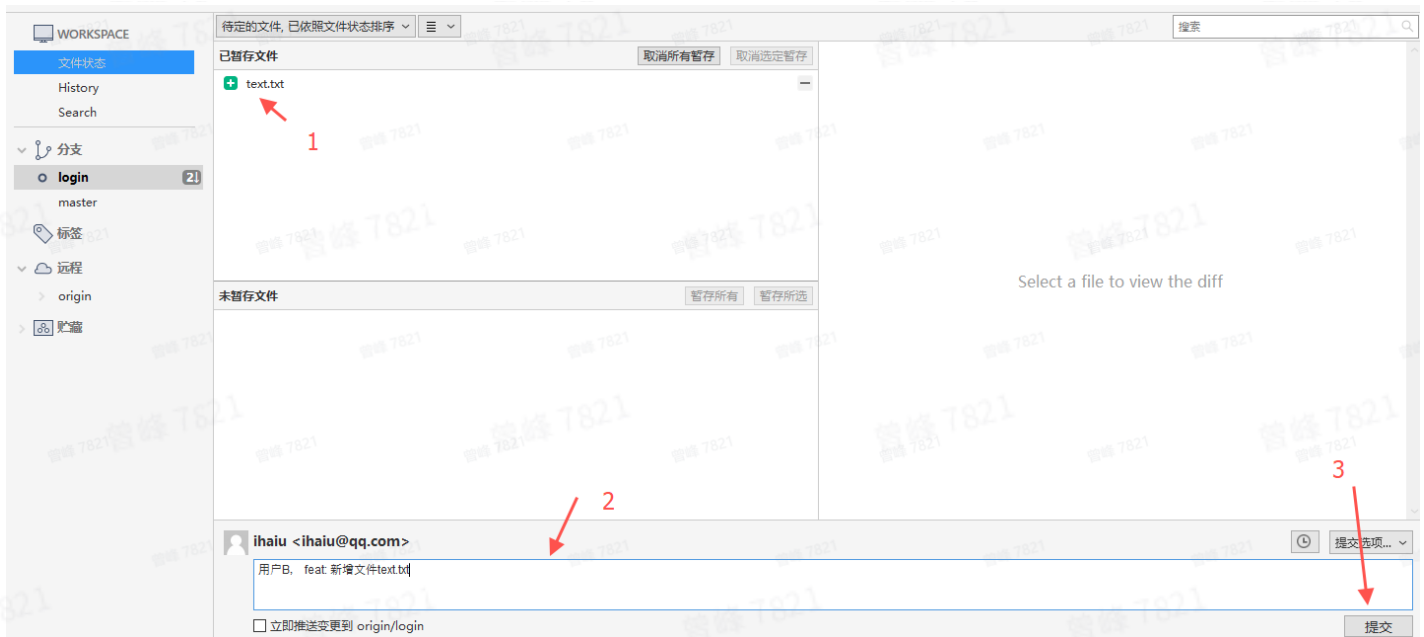 WORKSPACE
文件状态
History
Search
分支
login
2↓
master
标签
远程
origin
贮藏
待定的文件, 已依照文件状态排序
搜索
已暂存文件
取消所有暂存
取消选定暂存
text.txt
1
未暂存文件
暂存所有
暂存所选
Select a file to view the diff
2
3
ihaiu <ihaiu@qq.com>
提交选项...
用户B, feat: 新增文件text.txt
立即推送变更到 origin/login
提交
曾峰 7821